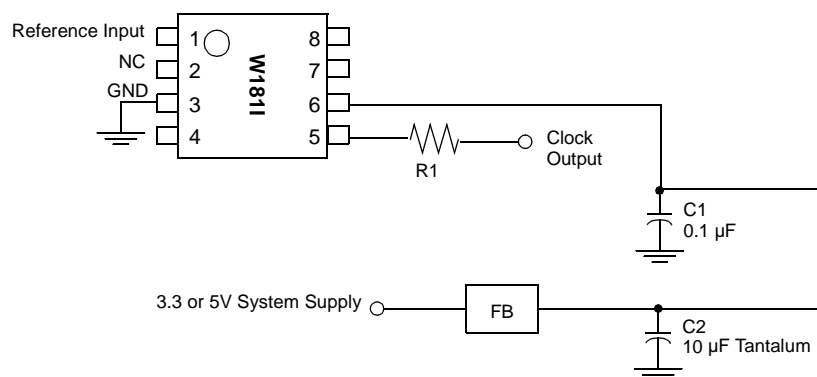 Reference Input
NC
GND
1
2
3
4
W181I
8
7
6
5
R1
Clock
Output
C1
0.1 µF
3.3 or 5V System Supply
FB
C2
10 µF Tantalum